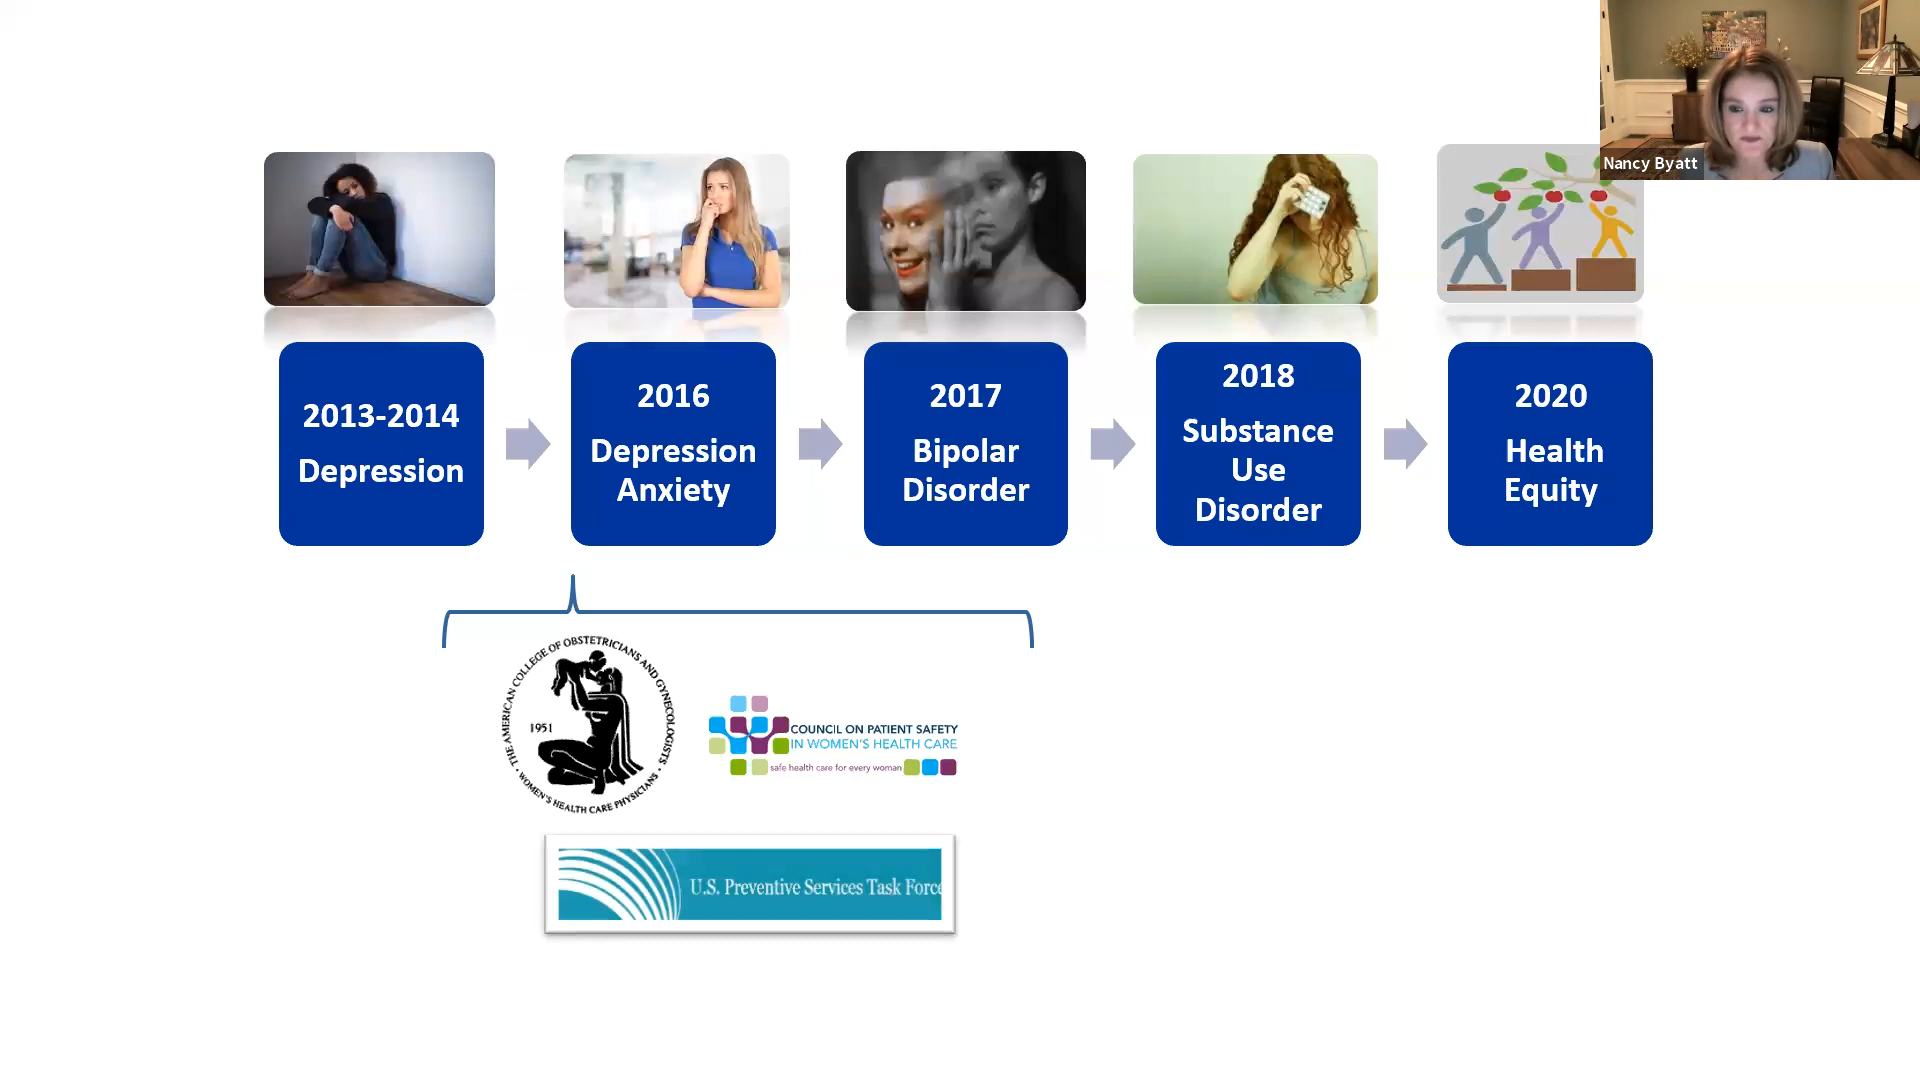 Nancy Byatt
2013-2014
Depression
2016
Depression
Anxiety
2017
Bipolar
Disorder
2018
Substance
Use
Disorder
2020
Health
Equity
THE AMERICAN COLLEGE OF OBSTETRICIANS AND GYNECOLOGISTS
1951
• WOMEN'S HEALTH CARE PHYSICIANS •
COUNCIL ON PATIENT SAFETY
IN WOMEN'S HEALTH CARE
safe health care for every woman
U.S. Preventive Services Task Force